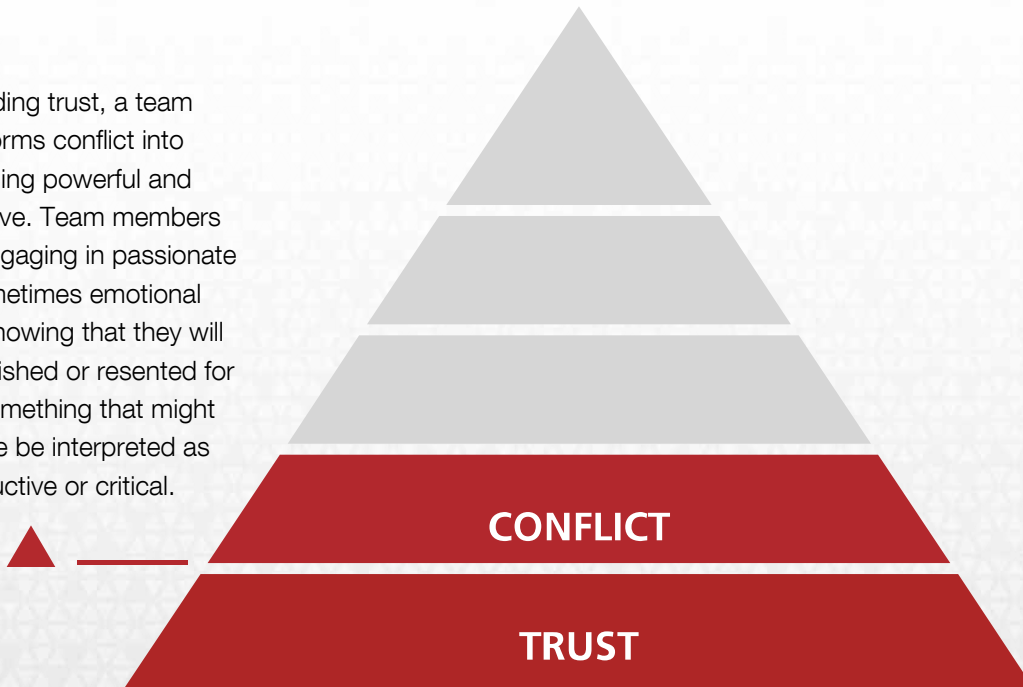 ding trust, a team
orms conflict into
ing powerful and
ve. Team members
gaging in passionate
metimes emotional
nowing that they will
ished or resented for
mething that might
e be interpreted as
uctive or critical.
CONFLICT
TRUST